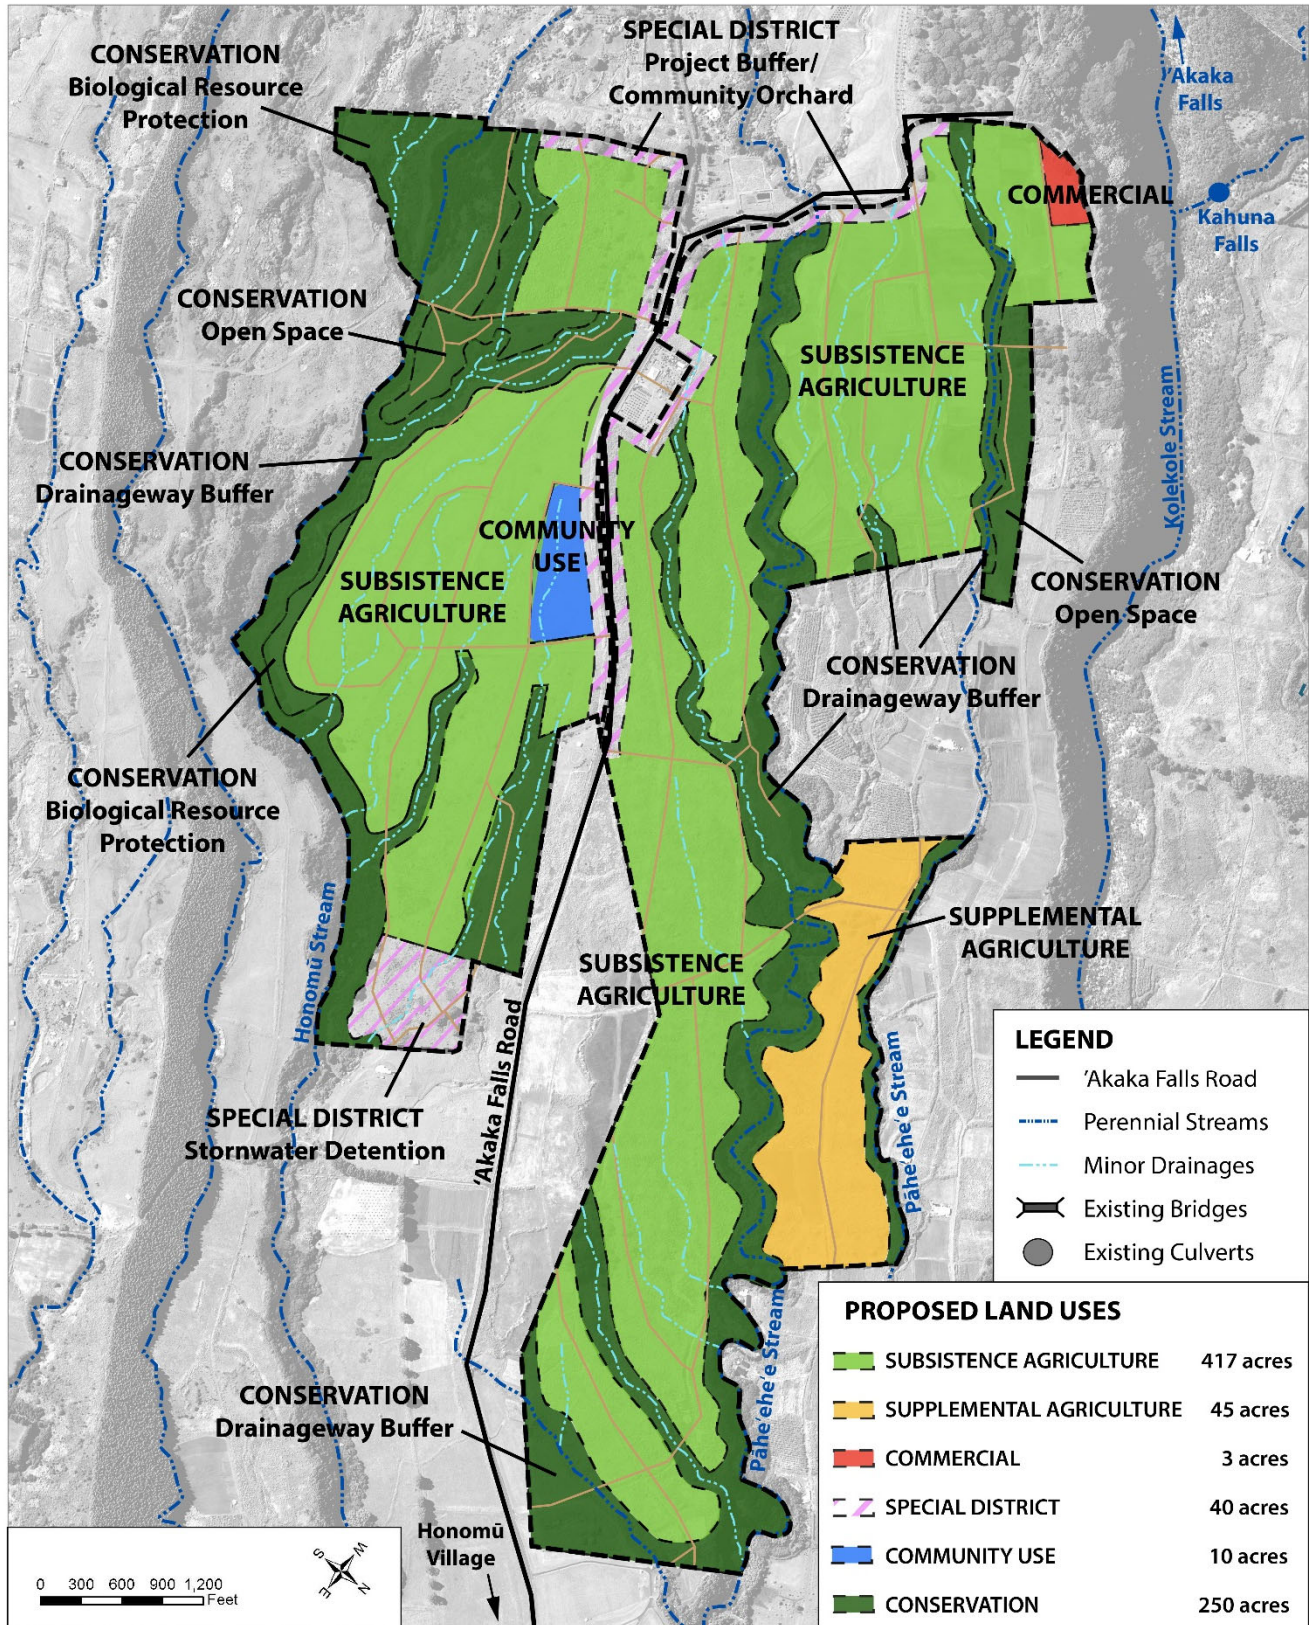 CONSERVATION
Biological Resource
Protection
SPECIAL DISTRICT
Project Buffer/
Community Orchard
'Akaka
Falls
COMMERCIAL
Kahuna
Falls
CONSERVATION
Open Space
SUBSISTENCE
AGRICULTURE
CONSERVATION
Drainageway Buffer
Kolekole Stream
COMMUNITY
USE
SUBSISTENCE
AGRICULTURE
CONSERVATION
Open Space
CONSERVATION
Drainageway Buffer
CONSERVATION
Biological Resource
Protection
SUPPLEMENTAL
AGRICULTURE
Honomū Stream
SUBSISTENCE
AGRICULTURE
'Akaka Falls Road
Pāhe'ehe'e Stream
SPECIAL DISTRICT
Stornwater Detention
LEGEND
'Akaka Falls Road
Perennial Streams
Minor Drainages
Existing Bridges
Existing Culverts
Pāhe'ehe'e Stream
CONSERVATION
Drainageway Buffer
PROPOSED LAND USES
SUBSISTENCE AGRICULTURE 417 acres
SUPPLEMENTAL AGRICULTURE 45 acres
COMMERCIAL 3 acres
SPECIAL DISTRICT 40 acres
COMMUNITY USE 10 acres
CONSERVATION 250 acres
Honomū
Village
S W
E N
0 300 600 900 1,200
Feet